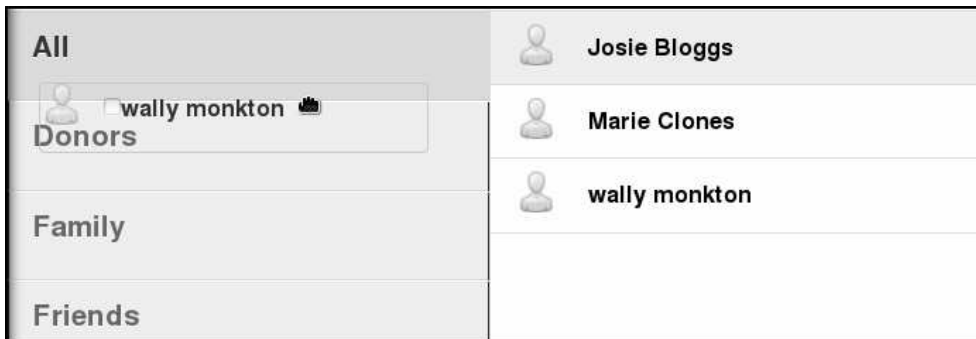 All
wally monkton
Donors
Family
Friends
Josie Bloggs
Marie Clones
wally monkton